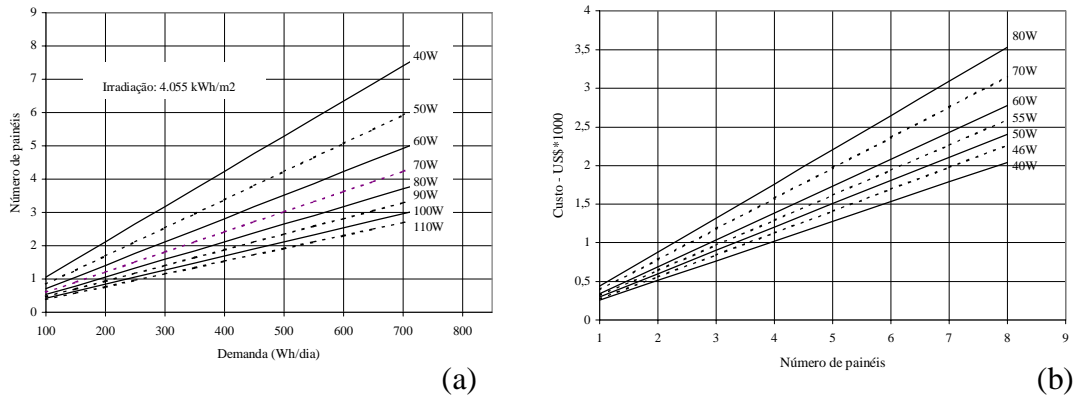 9
8
7
6
5
4
3
2
1
0
Número de painéis
Irradiação: 4.055 kWh/m2
40W
50W
60W
70W
80W
90W
100W
110W
100 200 300 400 500 600 700 800
Demanda (Wh/dia)
(a)
4
3,5
3
2,5
2
1,5
1
0,5
0
Custo - US$*1000
80W
70W
60W
55W
50W
46W
40W
1 2 3 4 5 6 7 8 9
Número de painéis
(b)